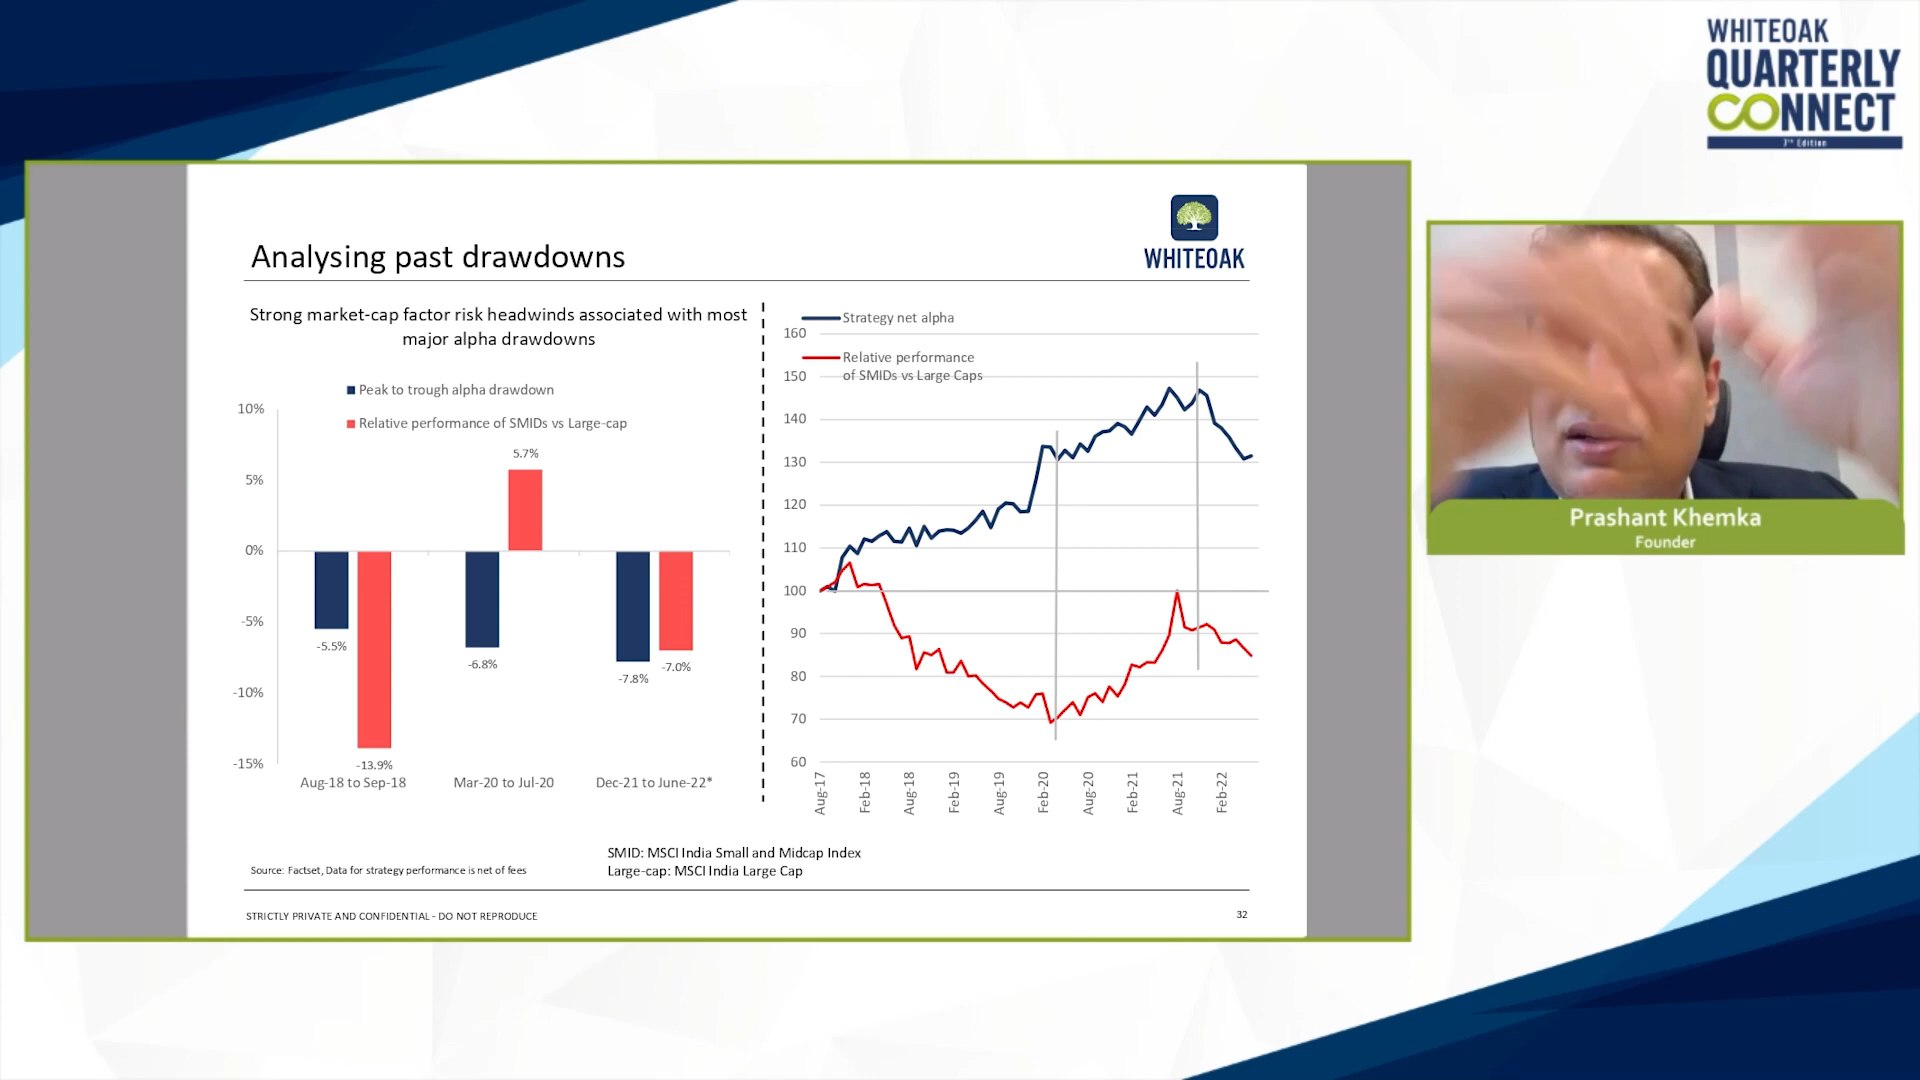 WHITEOAK
QUARTERLY
CONNECT
Edition
WHITEOAK
Analysing past drawdowns
Strong market-cap factor risk headwinds associated with most
major alpha drawdowns
Peak to trough alpha drawdown
Relative performance of SMIDs vs Large-cap
10%
5%
0%
-5%
-10%
-15%
5.7%
-5.5%
-6.8%
-7.8%
-7.0%
-13.9%
Aug-18 to Sep-18
Mar-20 to Jul-20
Dec-21 to June-22*
Strategy net alpha
Relative performance
of SMIDs vs Large Caps
160
150
140
130
120
110
100
90
80
70
60
Aug-17
Feb-18
Aug-18
Feb-19
Aug-19
Feb-20
Aug-20
Feb-21
Aug-21
Feb-22
SMID: MSCI India Small and Midcap Index
Large-cap: MSCI India Large Cap
Source: Factset, Data for strategy performance is net of fees
STRICTLY PRIVATE AND CONFIDENTIAL - DO NOT REPRODUCE
32
Prashant Khemka
Founder